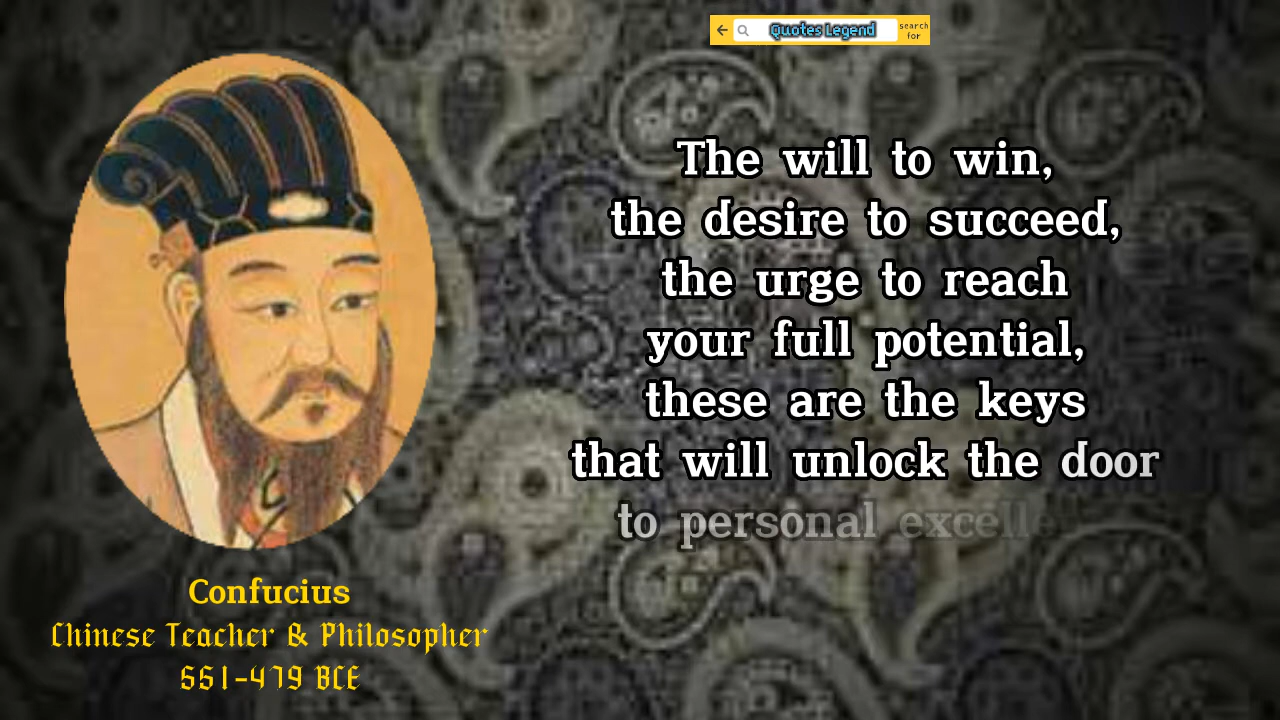 Quotes Legend
search
for
The will to win,
the desire to succeed,
the urge to reach
your full potential,
these are the keys
that will unlock the door
to personal
Confucius
Chinese Teacher & Philosopher
551-479 BCE